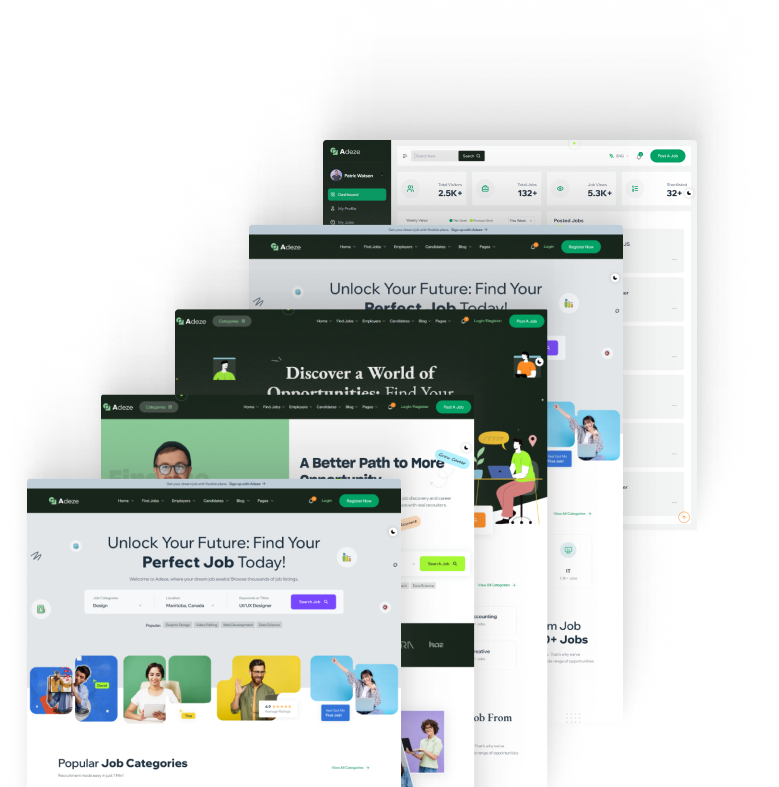 Adeze
Search
ENG
Post A Job
Patric Watson
Dashboard
My Profile
My Jobs
Total Visitors
2.5K+
Total Jobs
132+
Job Views
5.3K+
Shortlisted
32+
Weekly Views
Posted Jobs
Get your dream job with flexible plans. Sign up with Adeze
Adeze
Home
Find Jobs
Employers
Candidates
Blog
Pages
Login
Register Now
Unlock Your Future: Find Your
Perfect Job Today!
View All Categories
IT
m Job
0+ Jobs
Adeze
Categories
Home
Find Jobs
Employers
Candidates
Blog
Pages
Login/Register
Post A Job
Discover a World of
Opportunities: Find Your
View All Categories
ccounting
reative
ob From
Adeze
Categories
Home
Find Jobs
Employers
Candidates
Blog
Pages
Login/Register
Post A Job
A Better Path to More
Opportunity
job discovery and career
Search Job
Data Science
Get your dream job with flexible plans. Sign up with Adeze
Adeze
Home
Find Jobs
Employers
Candidates
Blog
Pages
Login
Register Now
Unlock Your Future: Find Your
Perfect Job Today!
Welcome to Adeze, where your dream job awaits! Browse thousands of job listings.
Job Categories
Design
Location
Manitoba, Canada
Keywords or Titles
UI/UX Designer
Search Job
Popular:
Graphic Design
Video Editing
Web Development
Data Science
4.9
Average Ratings
Popular Job Categories
View All Categories
Recruitment made easy in just 1 Min!